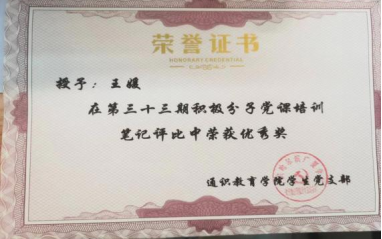 荣誉证书
HONORARY CREDENTIAL
授予：王媛
在第三十三期积极分子党课培训
笔记评比中荣获优秀奖
通识教育学院学生党支部